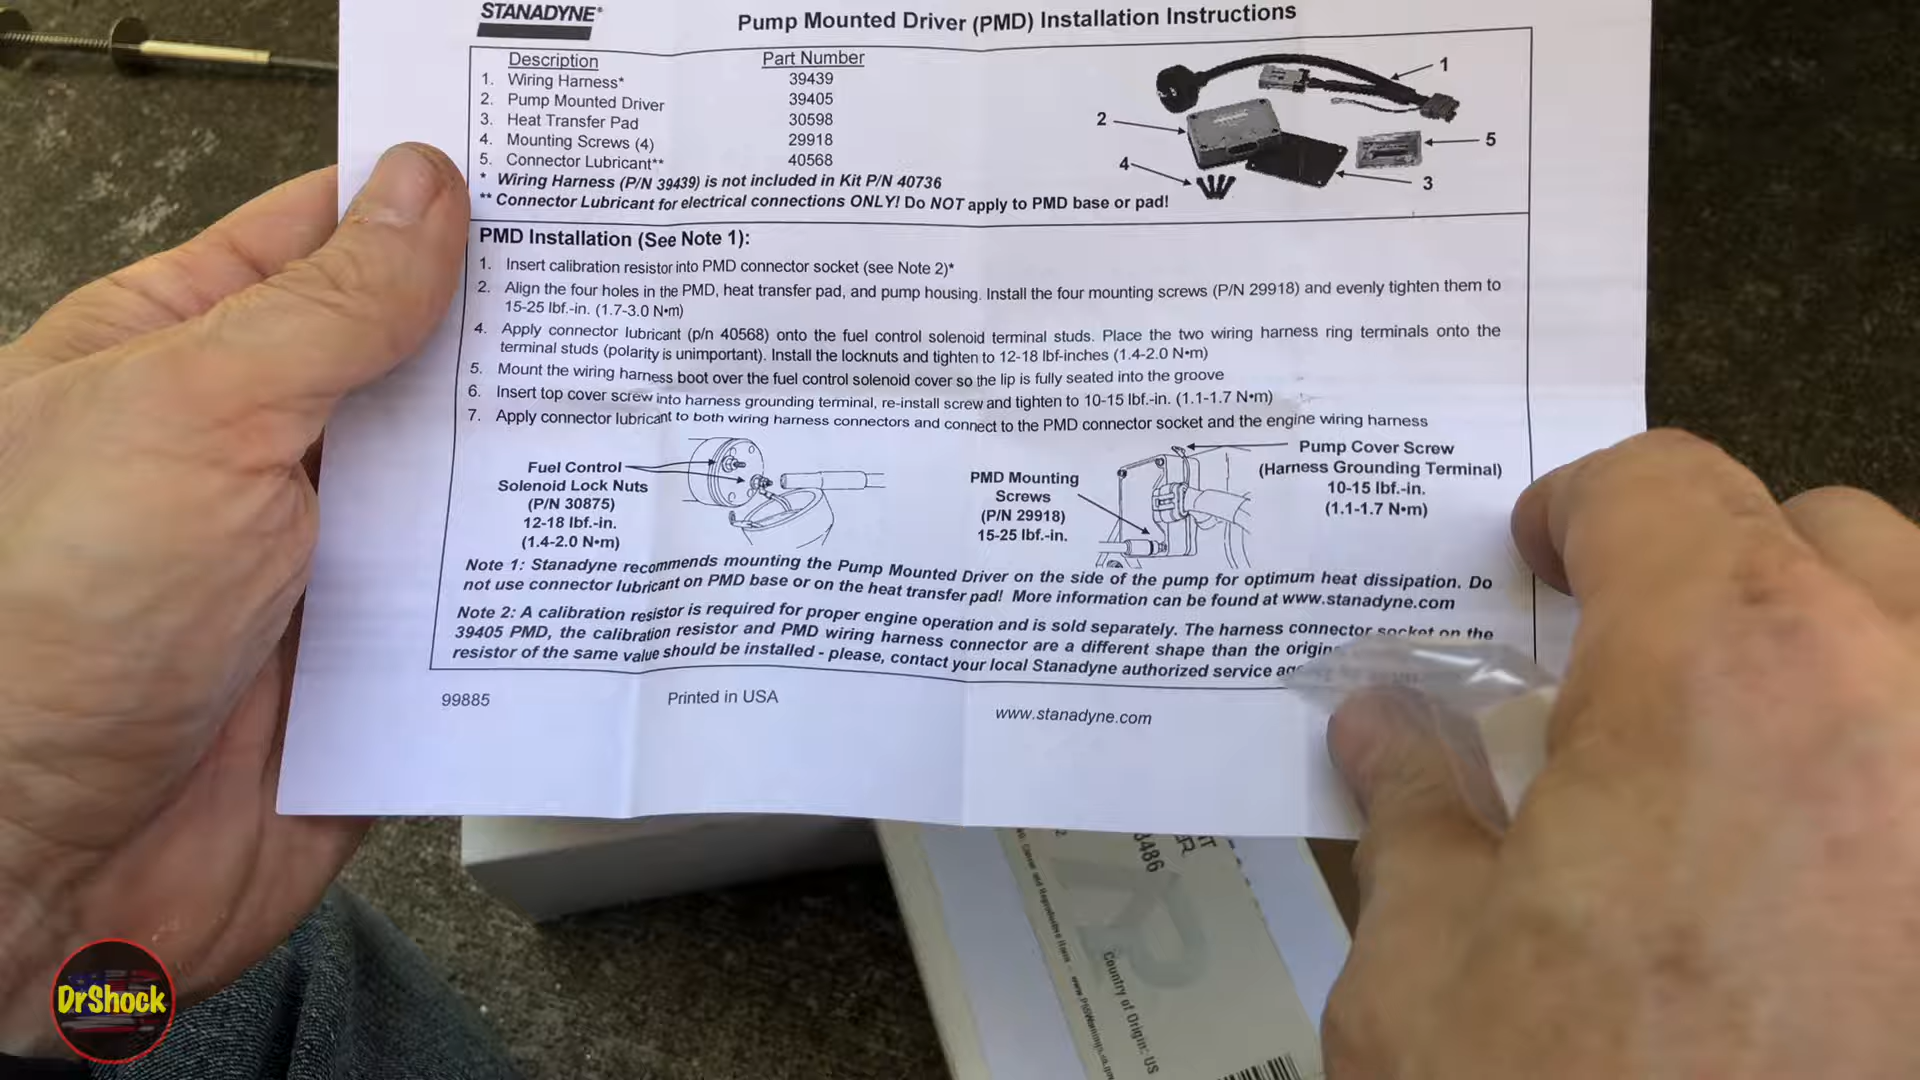 STANADYNE®
Pump Mounted Driver (PMD) Installation Instructions
Description Part Number
1. Wiring Harness* 39439
2. Pump Mounted Driver 39405
3. Heat Transfer Pad 30598
4. Mounting Screws (4) 29918
5. Connector Lubricant** 40568
* Wiring Harness (P/N 39439) is not included in Kit P/N 40736
** Connector Lubricant for electrical connections ONLY! Do NOT apply to PMD base or pad!
1
2
5
4
3
PMD Installation (See Note 1):
1. Insert calibration resistor into PMD connector socket (see Note 2)*
2. Align the four holes in the PMD, heat transfer pad, and pump housing. Install the four mounting screws (P/N 29918) and evenly tighten them to
15-25 lbf.-in. (1.7-3.0 N•m)
4. Apply connector lubricant (p/n 40568) onto the fuel control solenoid terminal studs. Place the two wiring harness ring terminals onto the
terminal studs (polarity is unimportant). Install the locknuts and tighten to 12-18 lbf-inches (1.4-2.0 N•m)
5. Mount the wiring harness boot over the fuel control solenoid cover so the lip is fully seated into the groove
6. Insert top cover screw into harness grounding terminal, re-install screw and tighten to 10-15 lbf.-in. (1.1-1.7 N•m)
7. Apply connector lubricant to both wiring harness connectors and connect to the PMD connector socket and the engine wiring harness
Fuel Control
Solenoid Lock Nuts
(P/N 30875)
12-18 lbf.-in.
(1.4-2.0 N•m)
PMD Mounting
Screws
(P/N 29918)
15-25 lbf.-in.
Pump Cover Screw
(Harness Grounding Terminal)
10-15 lbf.-in.
(1.1-1.7 N•m)
Note 1: Stanadyne recommends mounting the Pump Mounted Driver on the side of the pump for optimum heat dissipation. Do
not use connector lubricant on PMD base or on the heat transfer pad! More information can be found at www.stanadyne.com
Note 2: A calibration resistor is required for proper engine operation and is sold separately. The harness connector socket on the
39405 PMD, the calibration resistor and PMD wiring harness connector are a different shape than the
resistor of the same value should be installed - please, contact your local Stanadyne authorized service
99885
Printed in USA
www.stanadyne.com
Country of Origin: US
DrShock